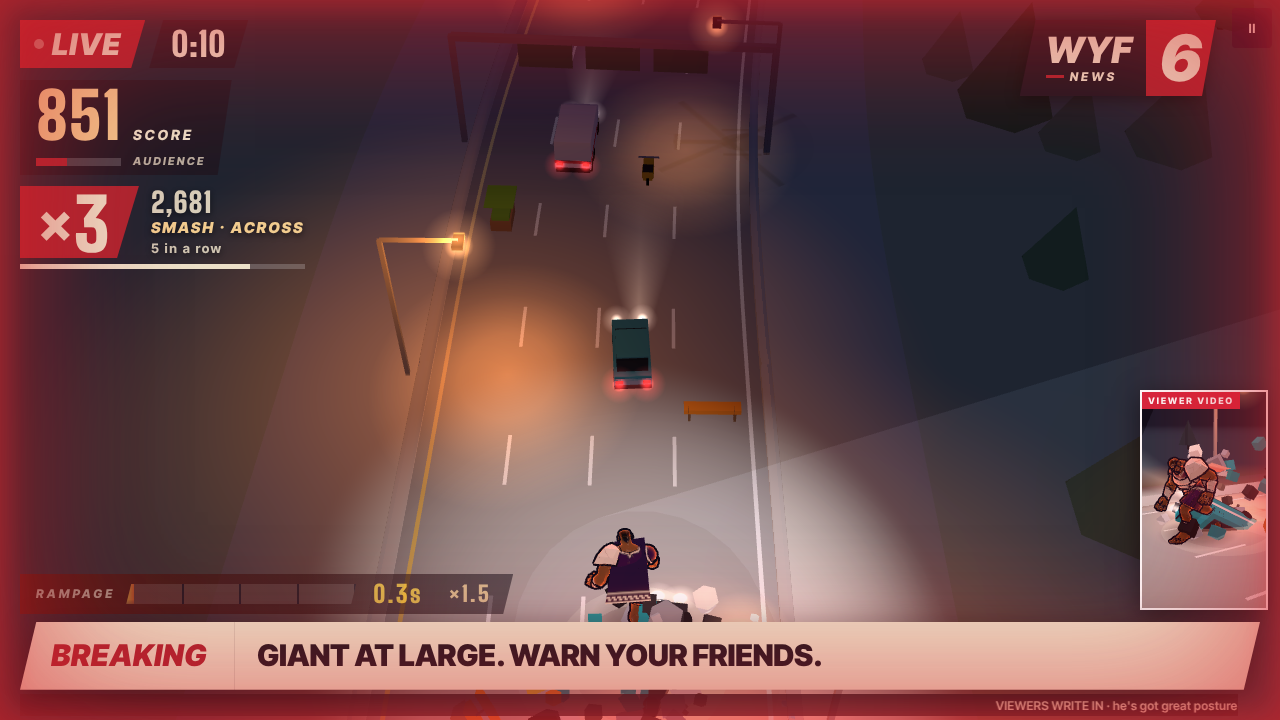 LIVE
0:10
WYF
NEWS
6
851 SCORE
AUDIENCE
×3
2,681
SMASH · ACROSS
5 in a row
VIEWER VIDEO
RAMPAGE
0.3s
×1.5
BREAKING
GIANT AT LARGE. WARN YOUR FRIENDS.
VIEWERS WRITE IN · he's got great posture